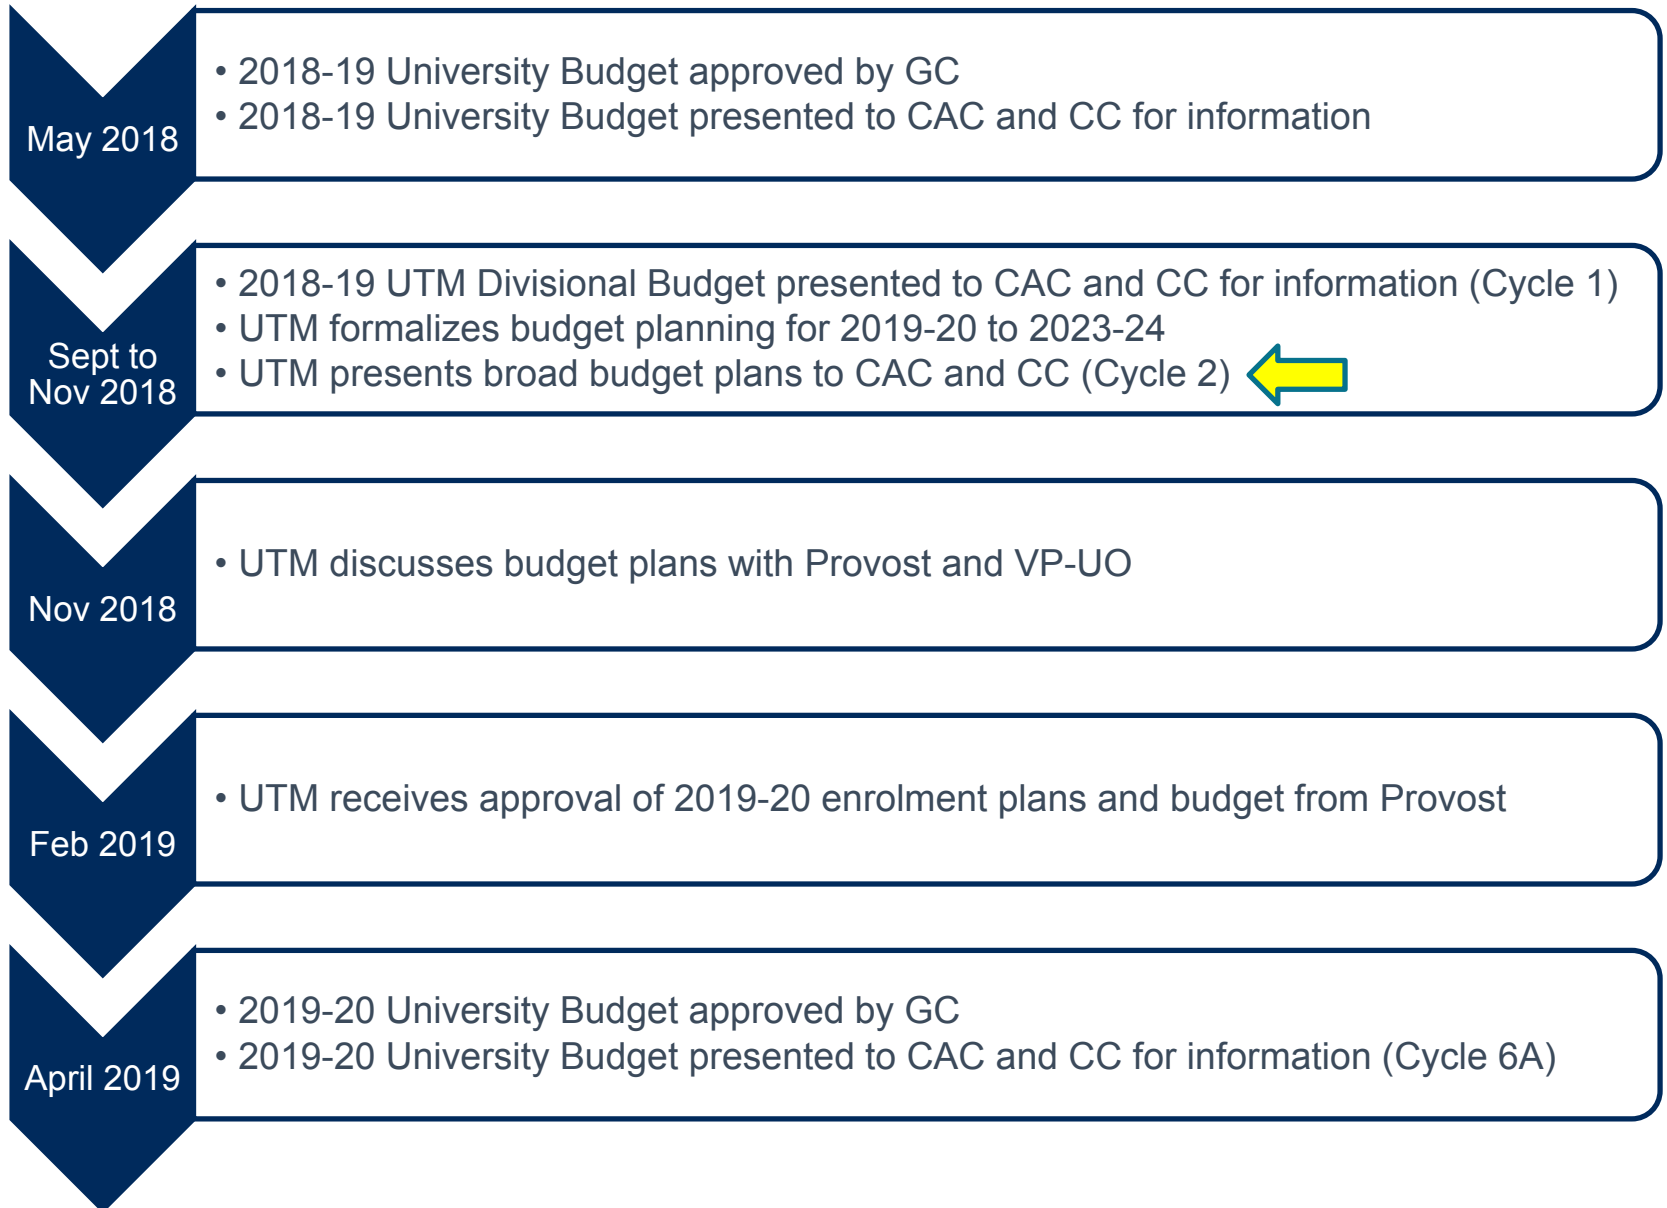 May 2018
• 2018-19 University Budget approved by GC
• 2018-19 University Budget presented to CAC and CC for information
Sept to
Nov 2018
• 2018-19 UTM Divisional Budget presented to CAC and CC for information (Cycle 1)
• UTM formalizes budget planning for 2019-20 to 2023-24
• UTM presents broad budget plans to CAC and CC (Cycle 2)
Nov 2018
• UTM discusses budget plans with Provost and VP-UO
Feb 2019
• UTM receives approval of 2019-20 enrolment plans and budget from Provost
April 2019
• 2019-20 University Budget approved by GC
• 2019-20 University Budget presented to CAC and CC for information (Cycle 6A)